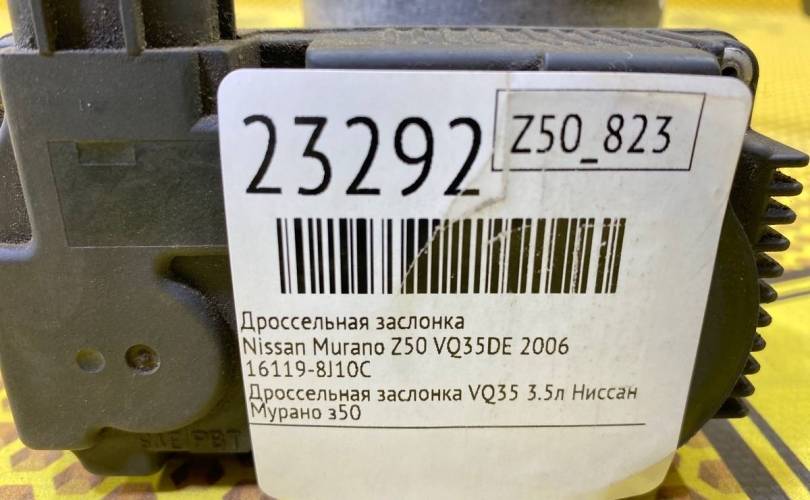 23292
Z50_823
Дроссельная заслонка
Nissan Murano Z50 VQ35DE 2006
16119-8J10C
Дроссельная заслонка VQ35 3.5л Ниссан
Мурано з50
PBT